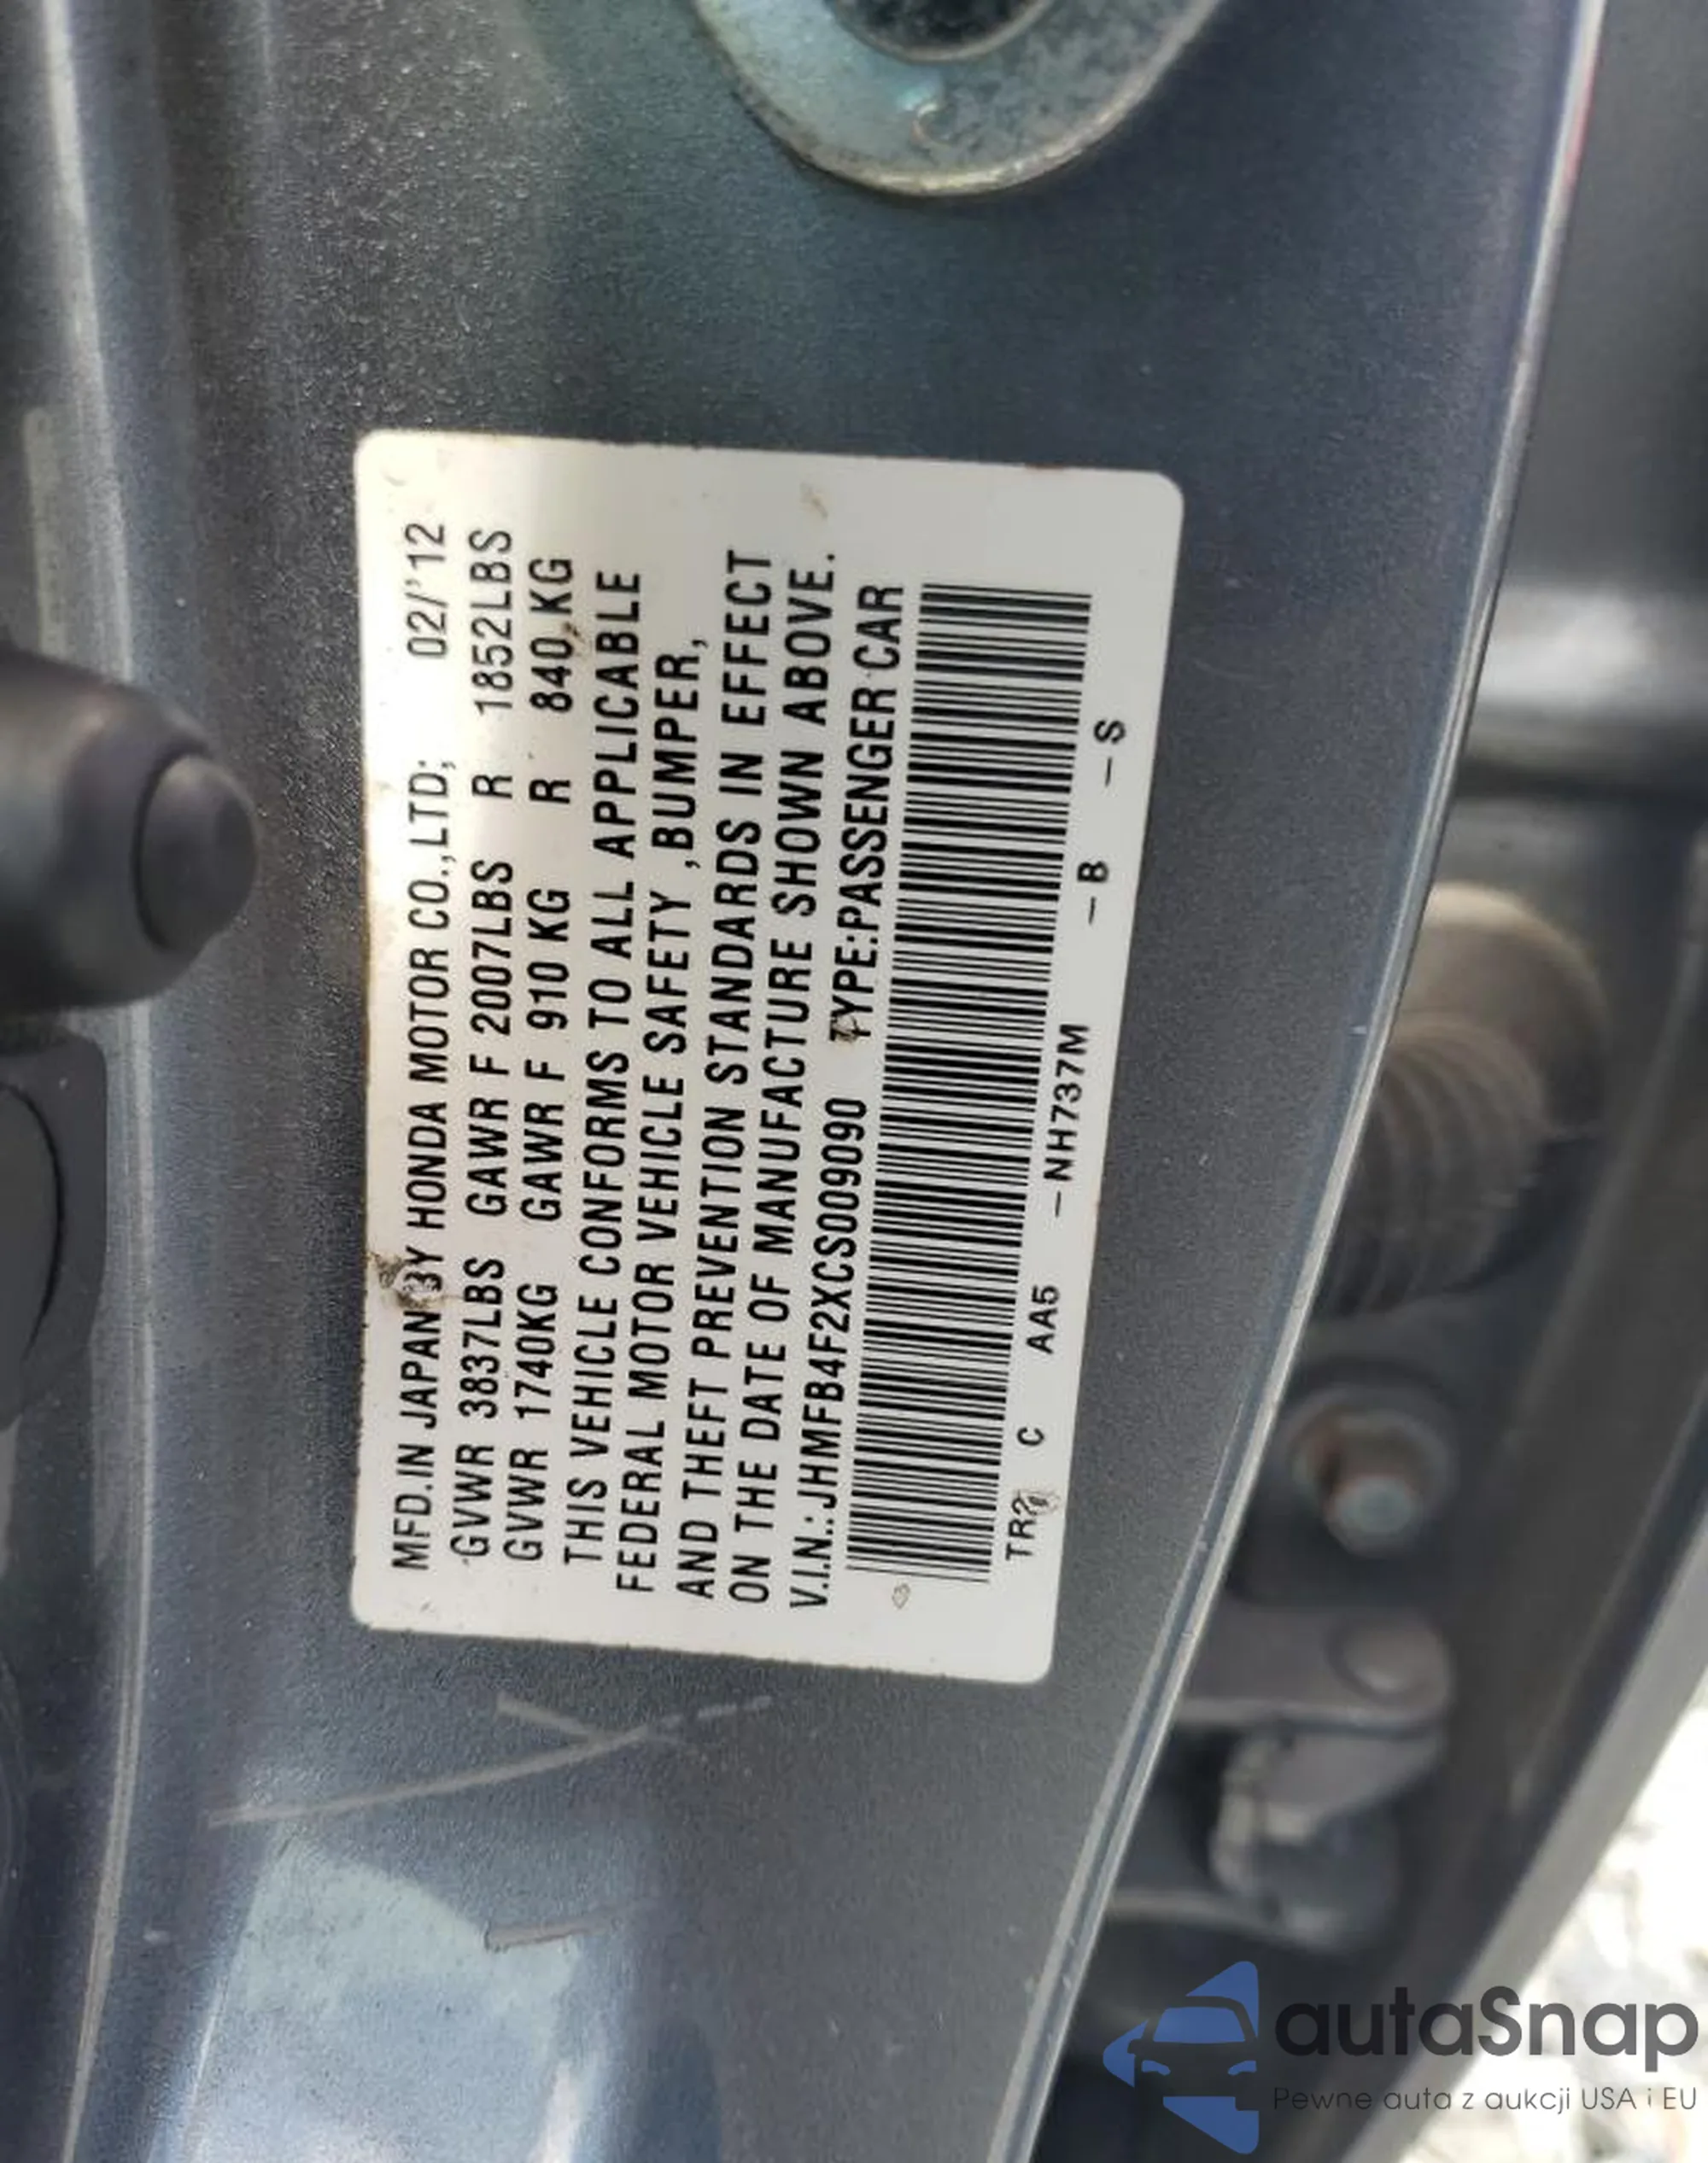 MFD.IN JAPAN BY HONDA MOTOR CO.,LTD; 02/'12
GVWR 3837LBS GAWR F 2007LBS R 1852LBS
GVWR 1740KG GAWR F 910 KG R 840 KG
THIS VEHICLE CONFORMS TO ALL APPLICABLE
FEDERAL MOTOR VEHICLE SAFETY ,BUMPER,
AND THEFT PREVENTION STANDARDS IN EFFECT
ON THE DATE OF MANUFACTURE SHOWN ABOVE.
V.I.N.: JHMFB4F2XCS009090 TYPE:PASSENGER CAR
C AA5 -NH737M -B -S
autaSnap
Pewne auta z aukcji USA i EU